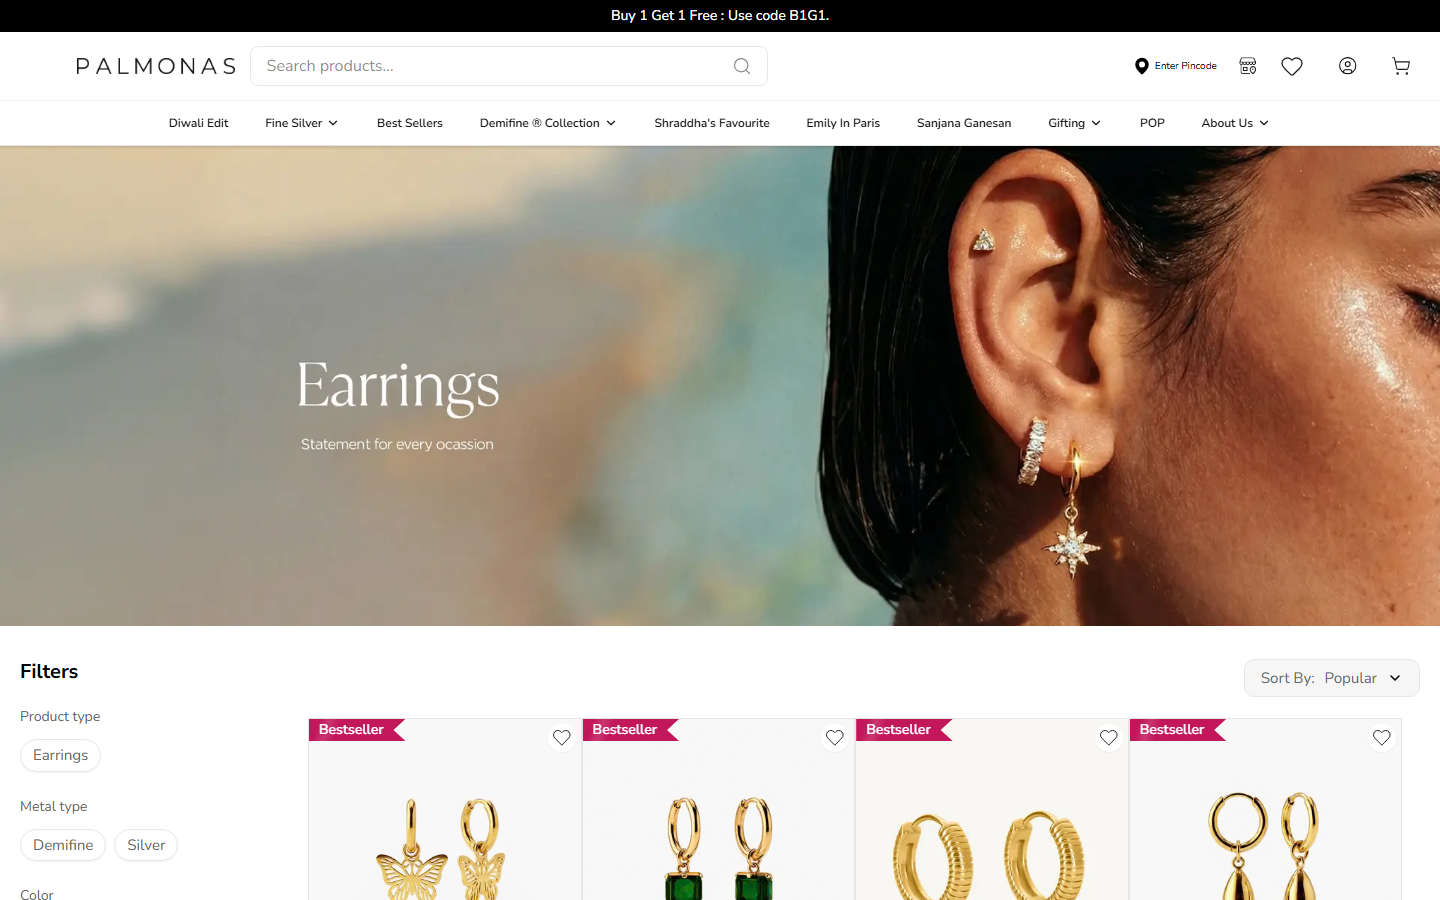 Buy 1 Get 1 Free : Use code B1G1.
PALMONAS
Search products...
Enter Pincode
Diwali Edit
Fine Silver
Best Sellers
Demifine ® Collection
Shraddha's Favourite
Emily In Paris
Sanjana Ganesan
Gifting
POP
About Us
Earrings
Statement for every ocassion
Filters
Sort By: Popular
Product type
Earrings
Metal type
Demifine
Silver
Color
Bestseller
Bestseller
Bestseller
Bestseller